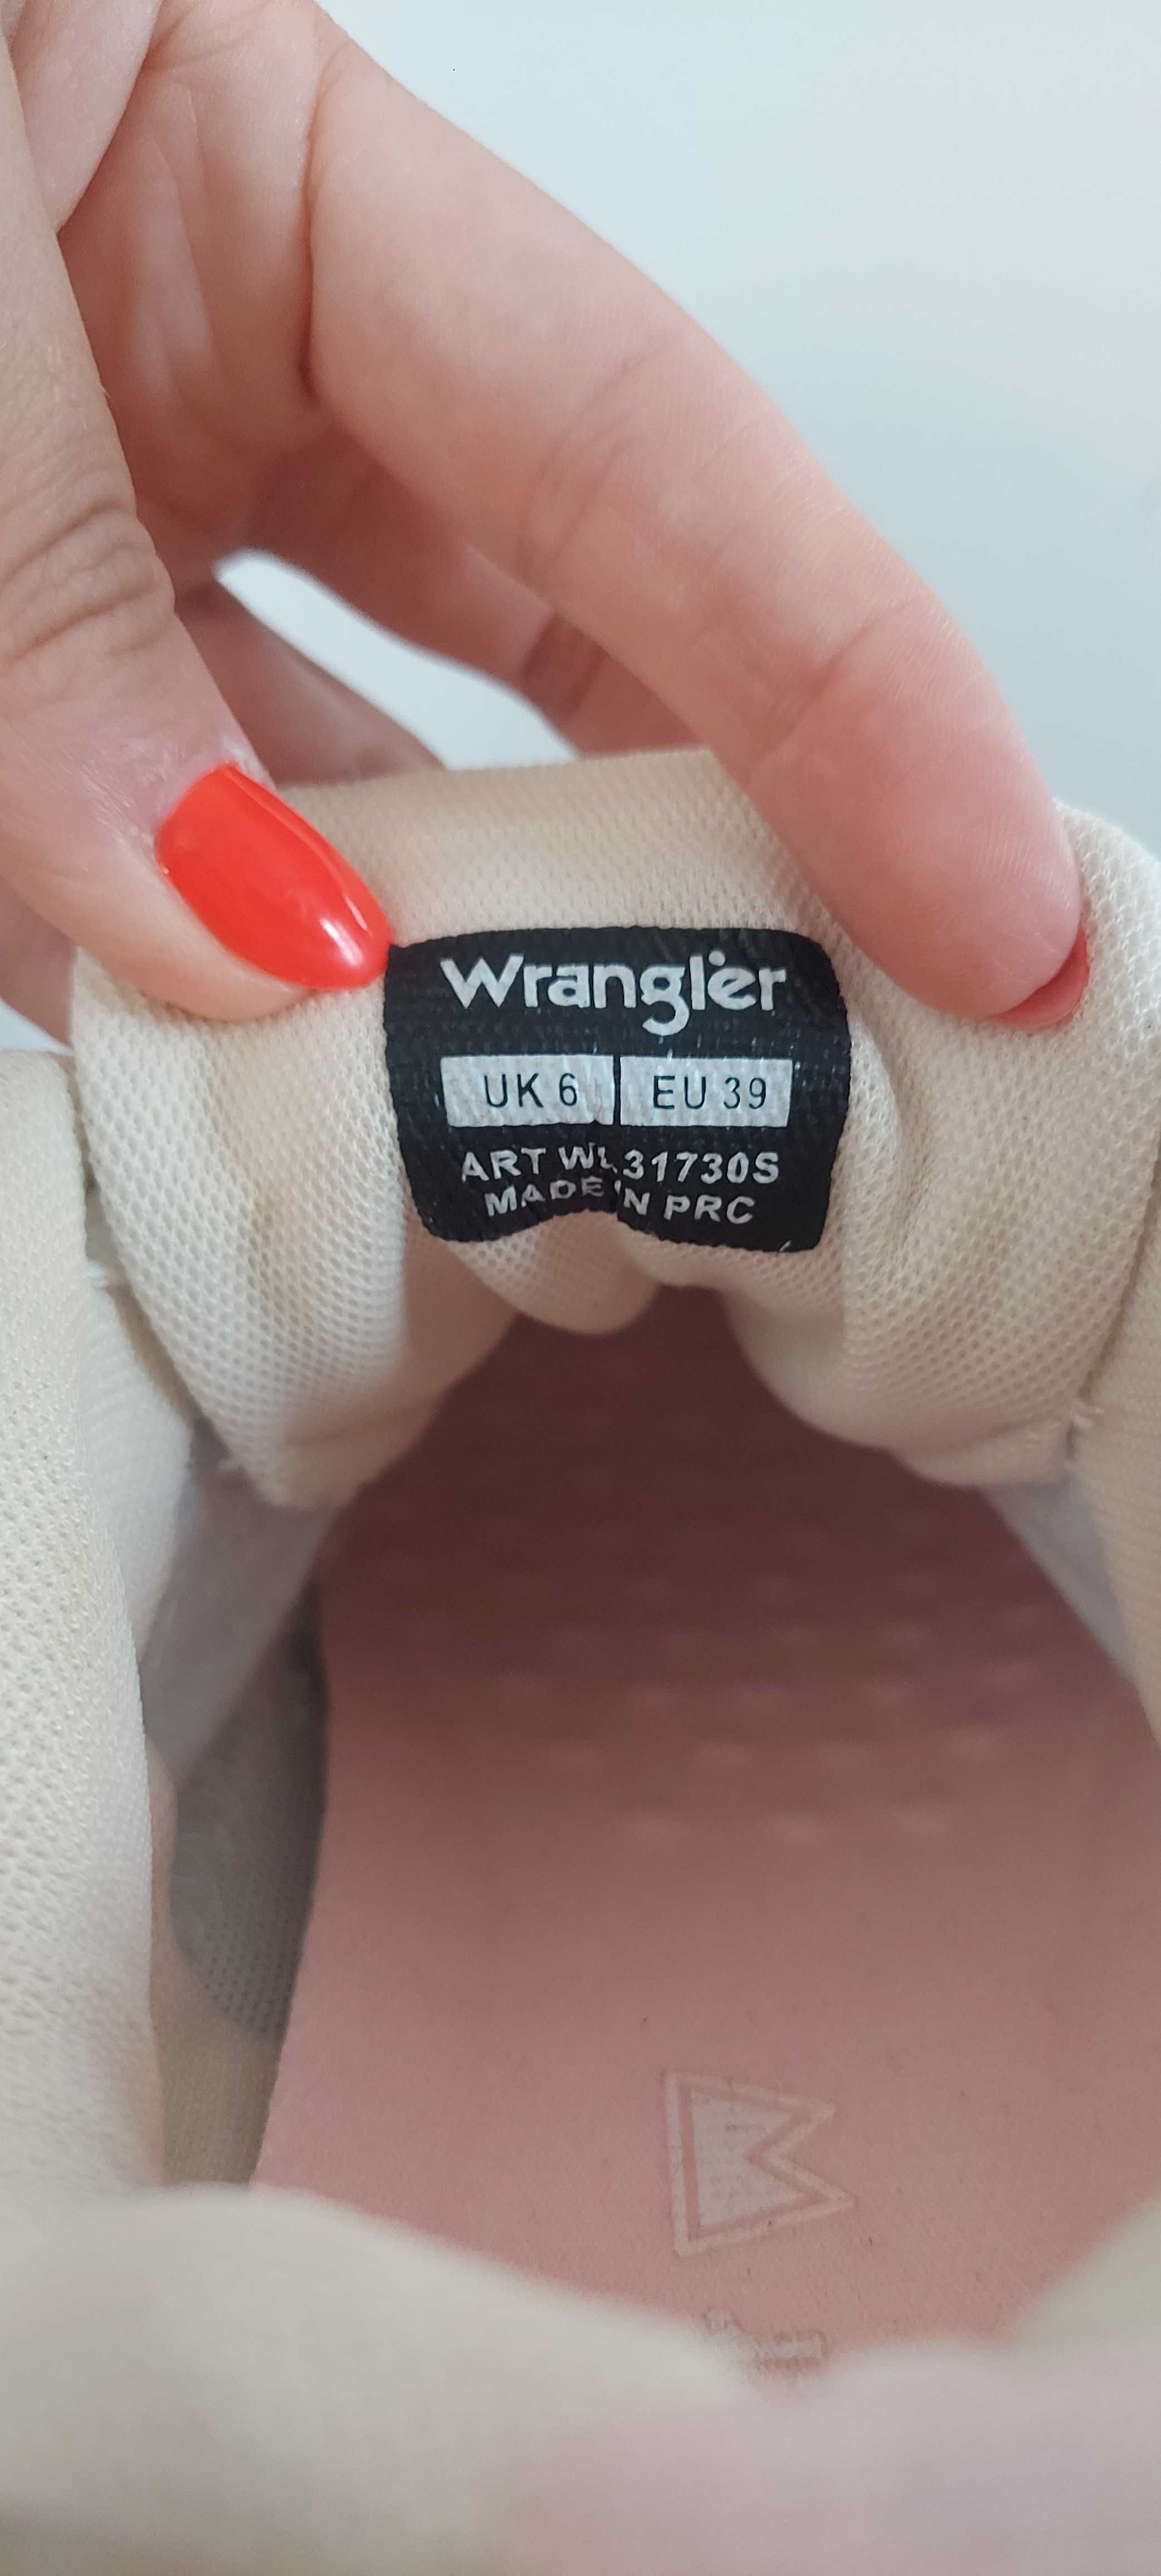 Wrangler
UK 6 EU 39
ART WL31730S
MADE IN PRC